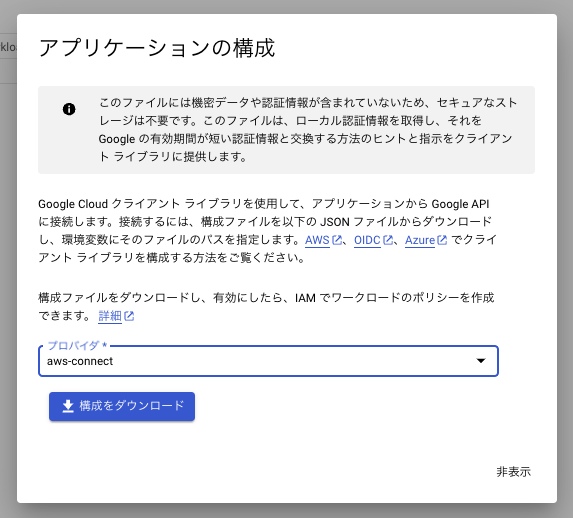 アプリケーションの構成
このファイルには機密データや認証情報が含まれていないため、セキュアなスト
レージは不要です。このファイルは、ローカル認証情報を取得し、それを
Google の有効期間が短い認証情報と交換する方法のヒントと指示をクライアン
ト ライブラリに提供します。
Google Cloud クライアント ライブラリを使用して、アプリケーションから Google API
に接続します。接続するには、構成ファイルを以下の JSON ファイルからダウンロード
し、環境変数にそのファイルのパスを指定します。AWS、OIDC、Azure でクライ
アント ライブラリを構成する方法をご覧ください。
構成ファイルをダウンロードし、有効にしたら、IAM でワークロードのポリシーを作成
できます。 詳細
プロバイダ *
aws-connect
構成をダウンロード
非表示